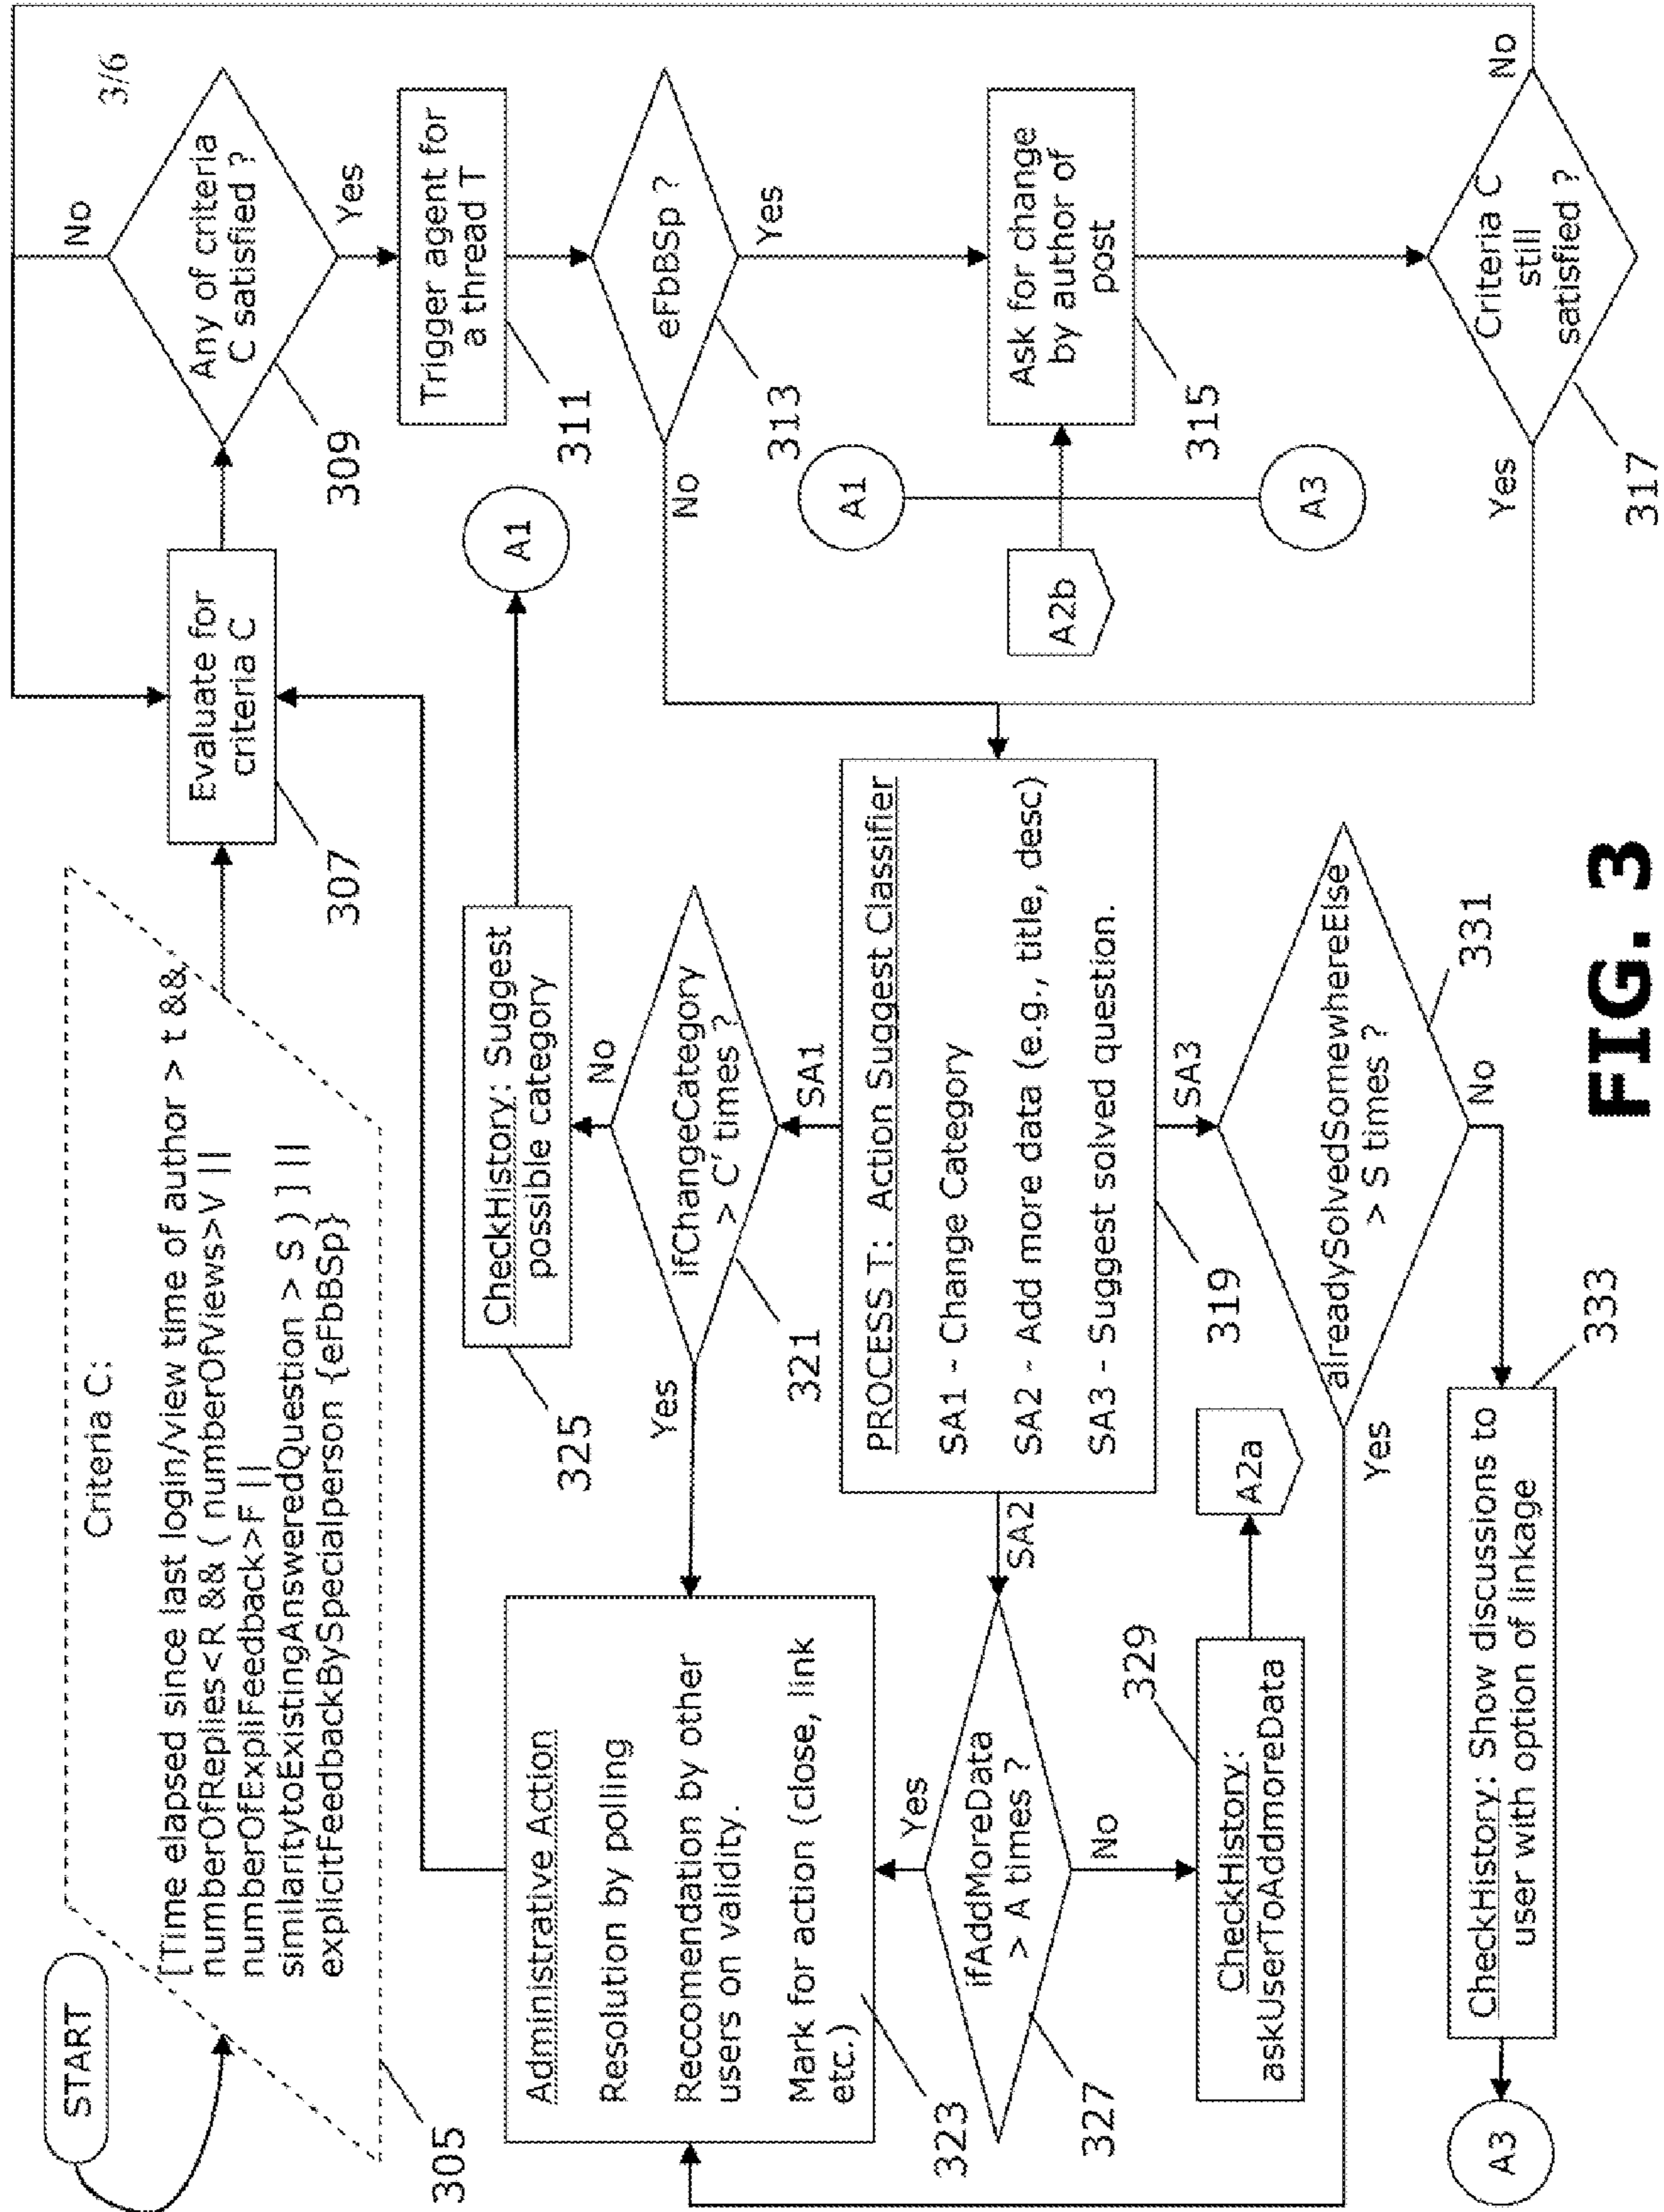 3/6
START
Criteria C:
[Time elapsed since last login/view time of author > t &&
numberOfReplies<R && ( numberOfViews>V ||
numberOfExpliFeedback>F ||
similaritytoExistingAnsweredQuestion > S ) ] ||
explicitFeedbackBySpecialperson {eFbBSp}
305
Evaluate for
criteria C
307
Any of criteria
C satisfied ?
309
No
Yes
Trigger agent for
a thread T
311
eFbBSp ?
313
No
Yes
Ask for change
by author of
post
315
A1
A2b
A3
Criteria C
still
satisfied ?
317
No
Yes
PROCESS T: Action Suggest Classifier
SA1 - Change Category
SA2 - Add more data (e.g., title, desc)
SA3 - Suggest solved question.
319
SA1
SA2
SA3
ifChangeCategory
> C' times ?
321
No
Yes
CheckHistory: Suggest
possible category
325
A1
Administrative Action
Resolution by polling
Reccomendation by other
users on validity.
Mark for action (close, link
etc.)
323
ifAddMoreData
> A times ?
327
Yes
No
CheckHistory:
askUserToAddmoreData
329
A2a
alreadySolvedSomewhereElse
> S times ?
331
Yes
No
CheckHistory: Show discussions to
user with option of linkage
333
A3
FIG. 3